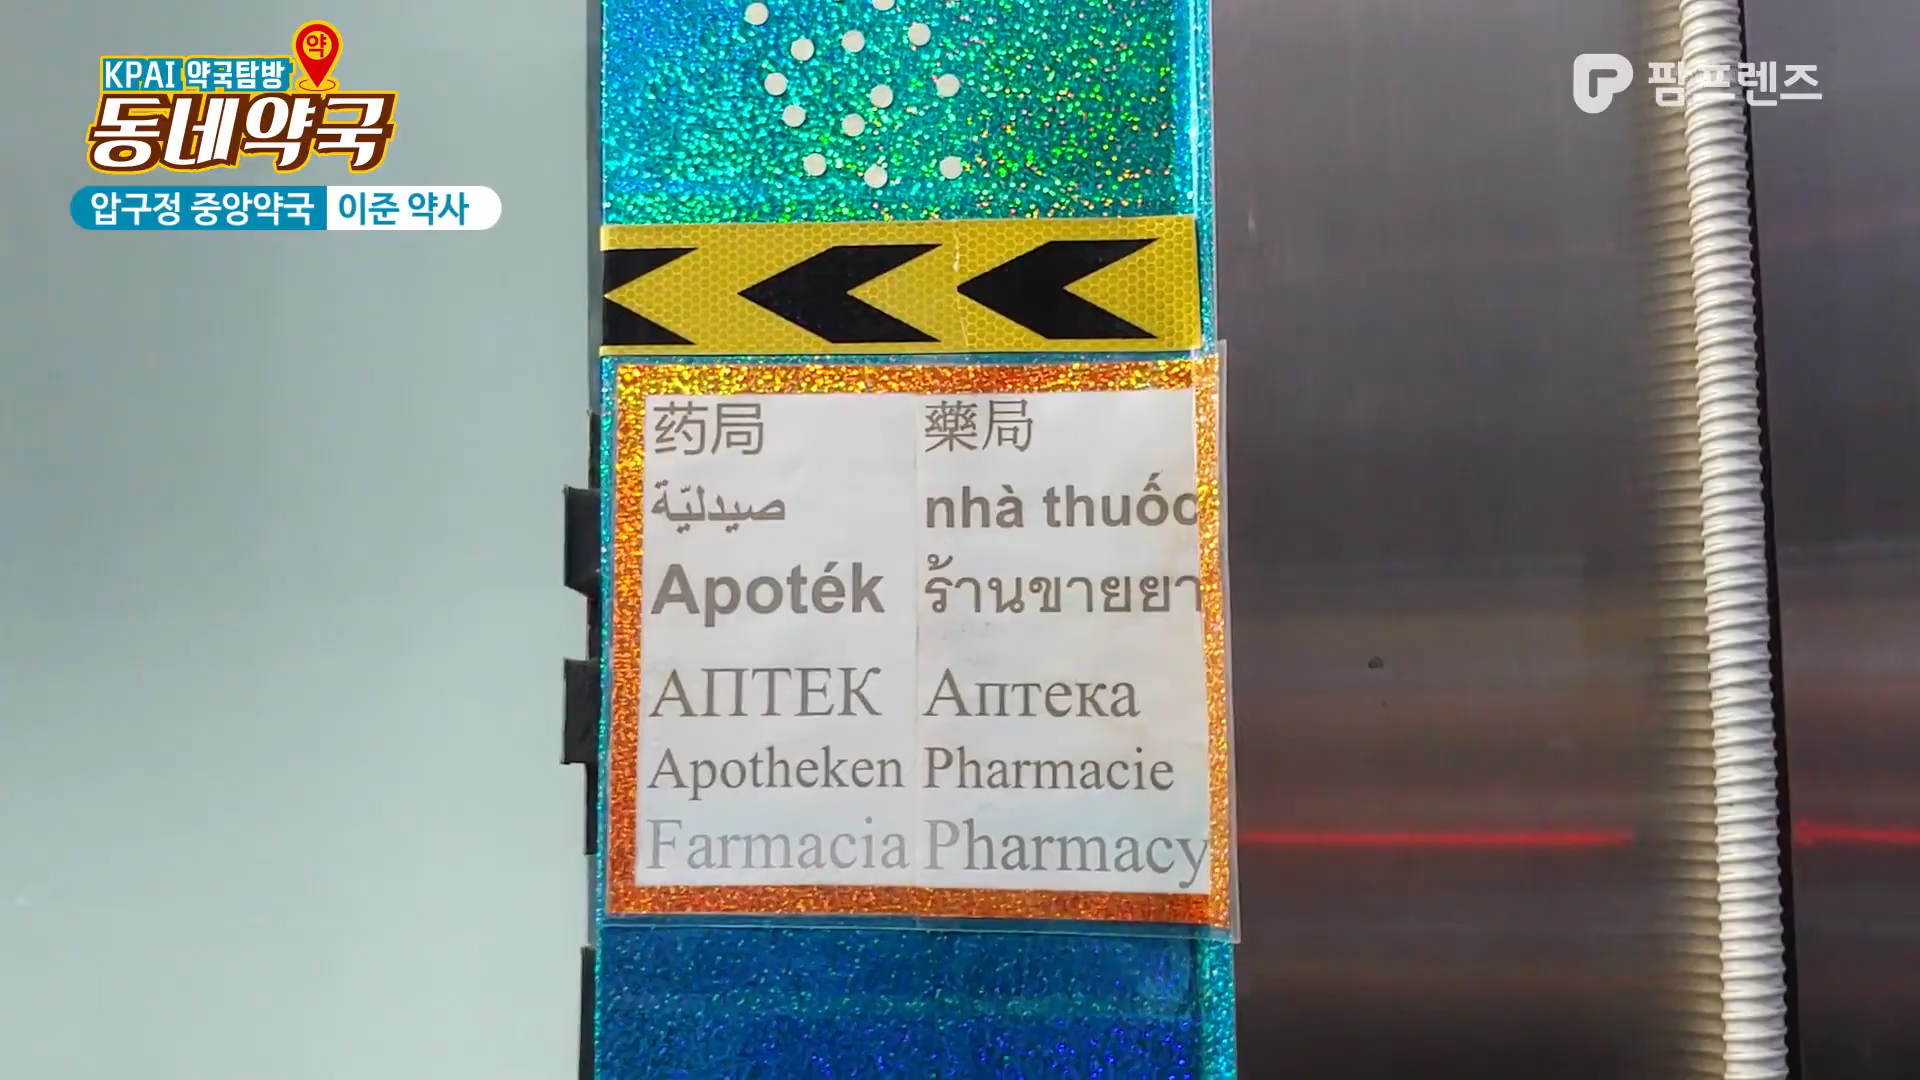 약
KPAI 약국탐방
동네약국
압구정 중앙약국 이준 약사
팜프렌즈
药局 藥局
صيدليّة nhà thuốc
Apoték ร้านขายยา
АПТЕК Аптека
Apotheken Pharmacie
Farmacia Pharmacy